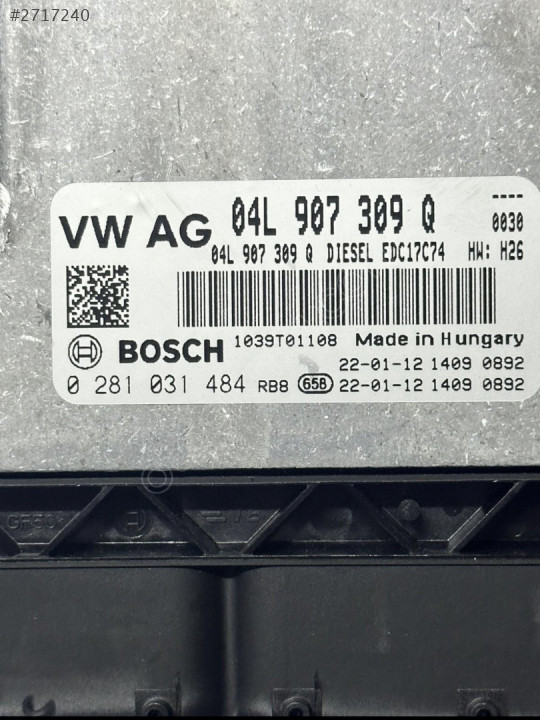 #2717240
VW AG 04L 907 309 Q ----
0030
04L 907 309 Q DIESEL EDC17C74 HW: H26
1039T01108 Made in Hungary
BOSCH
22-01-12 1409 0892
0 281 031 484 RB8 65B 22-01-12 1409 0892